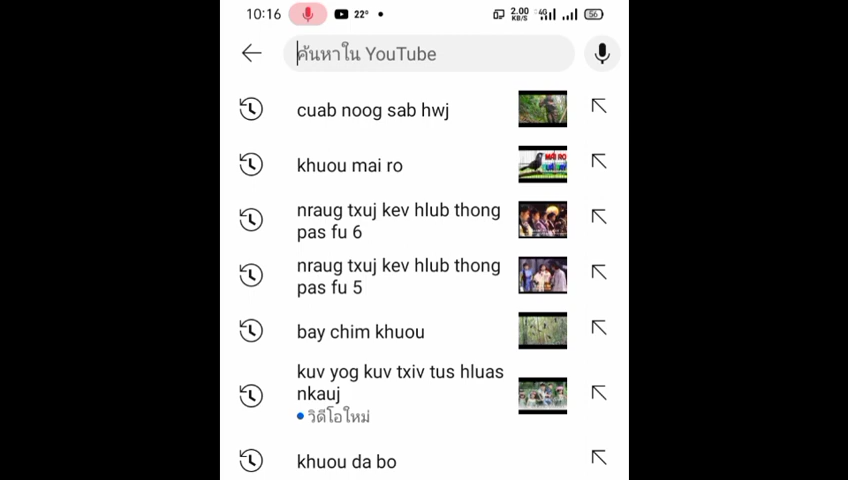 10:16
22°
2.00
KB/S
4G
56
ค้นหาใน YouTube
cuab noog sab hwj
khuou mai ro
MAI RO
nraug txuj kev hlub thong
pas fu 6
nraug txuj kev hlub thong
pas fu 5
bay chim khuou
kuv yog kuv txiv tus hluas
nkauj
วิดีโอใหม่
khuou da bo